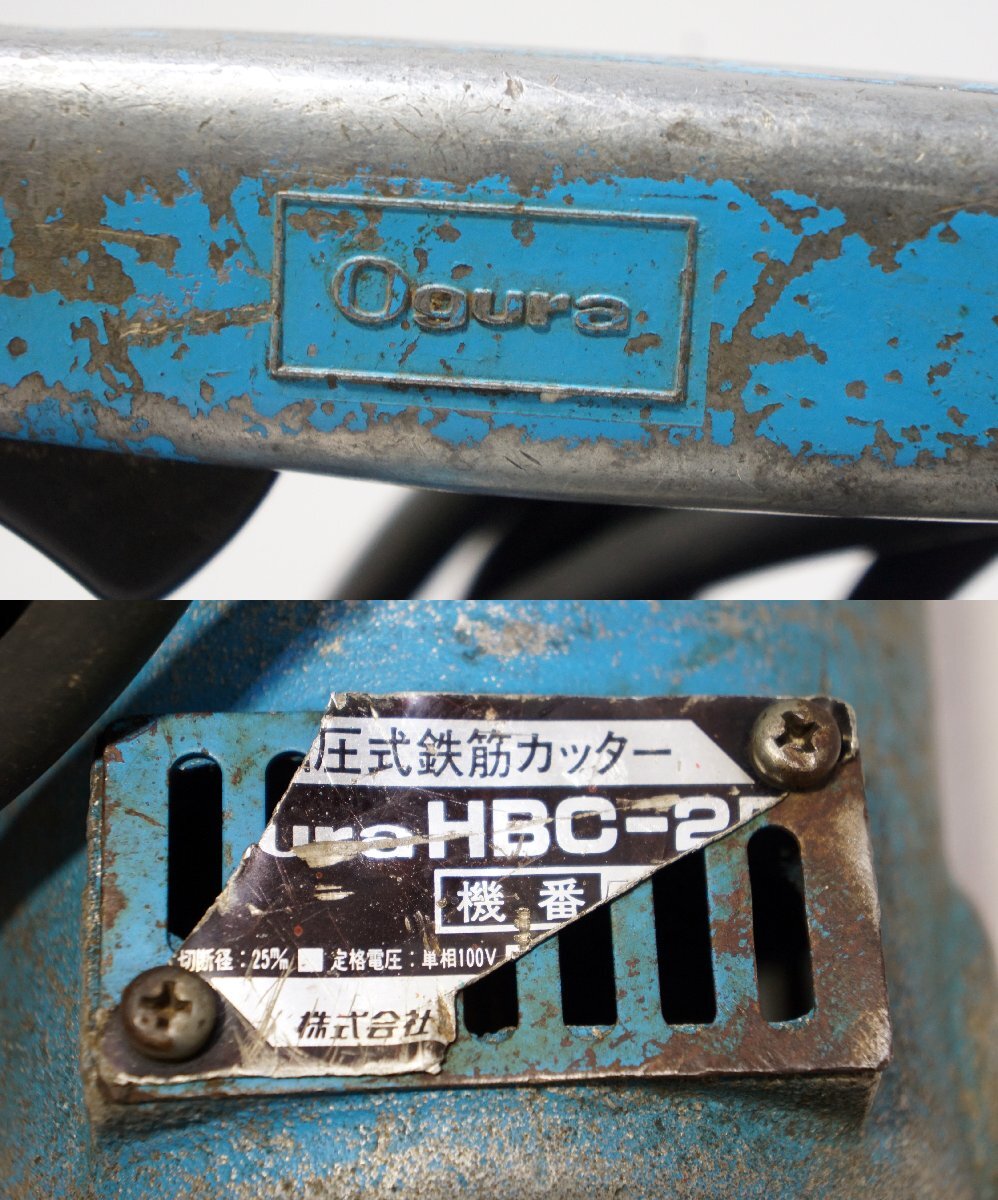 Ogura
圧式鉄筋カッター
ura HBC-2
機番
切断径：25m/m 定格電圧：単相100V
株式会社